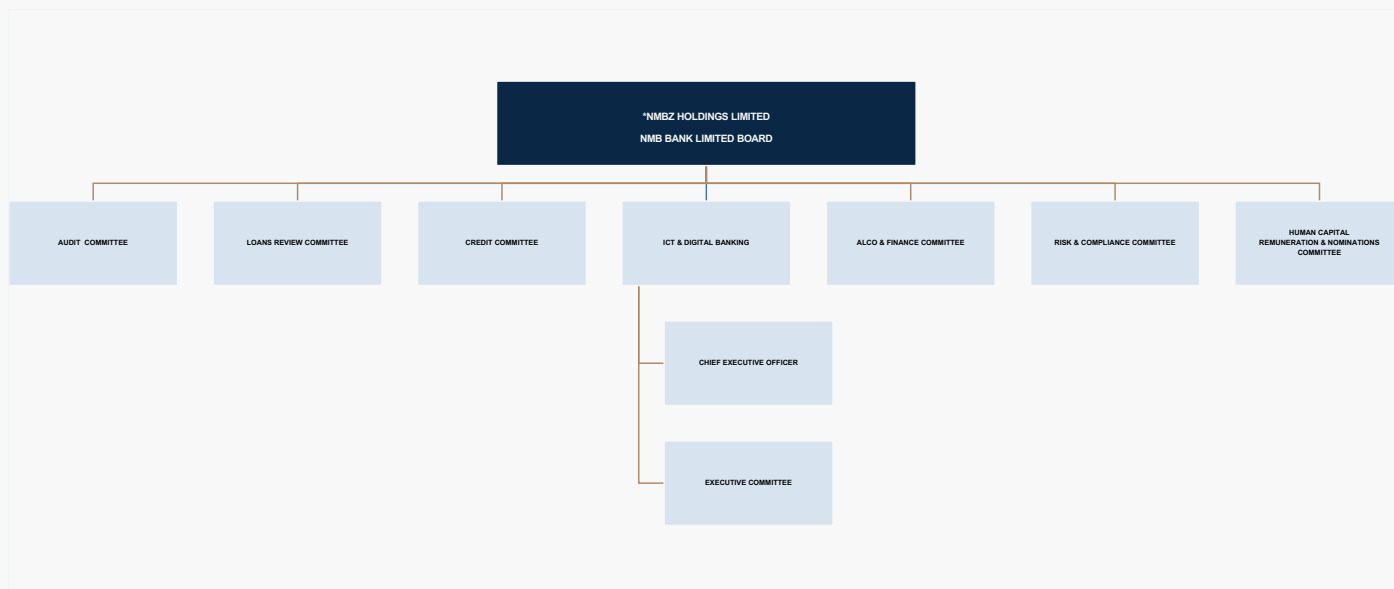 *NMBZ HOLDINGS LIMITED
NMB BANK LIMITED BOARD
AUDIT COMMITTEE
LOANS REVIEW COMMITTEE
CREDIT COMMITTEE
ICT & DIGITAL BANKING
ALCO & FINANCE COMMITTEE
RISK & COMPLIANCE COMMITTEE
HUMAN CAPITAL
REMUNERATION & NOMINATIONS
COMMITTEE
CHIEF EXECUTIVE OFFICER
EXECUTIVE COMMITTEE